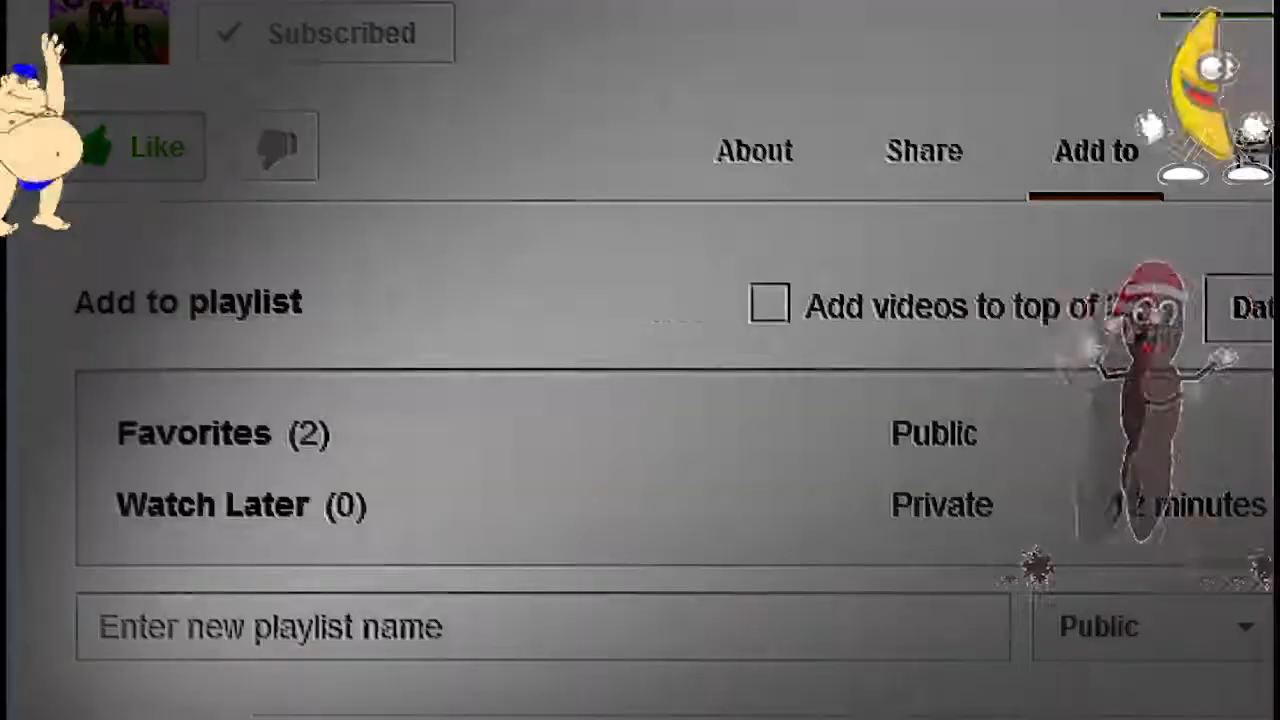 Subscribed
Like
About Share Add to
Add to playlist
Add videos to top of
Favorites (2) Public
Watch Later (0) Private minutes
Enter new playlist name Public